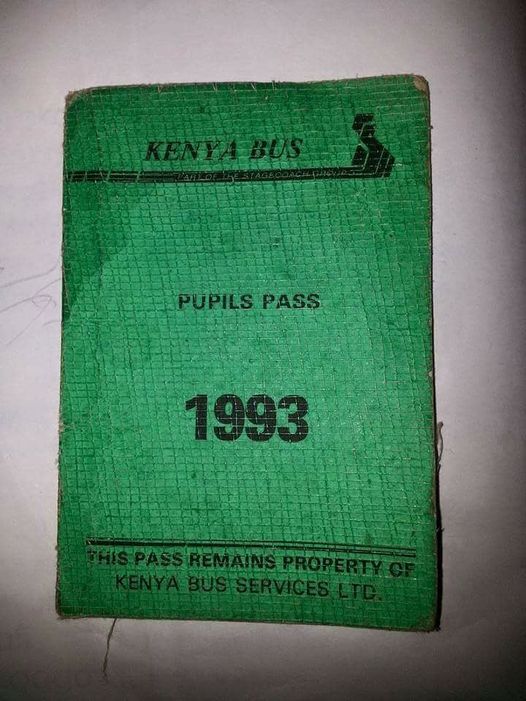 KENYA BUS
PART OF THE STAGECOACH GROUP
PUPILS PASS
1993
THIS PASS REMAINS PROPERTY OF
KENYA BUS SERVICES LTD.